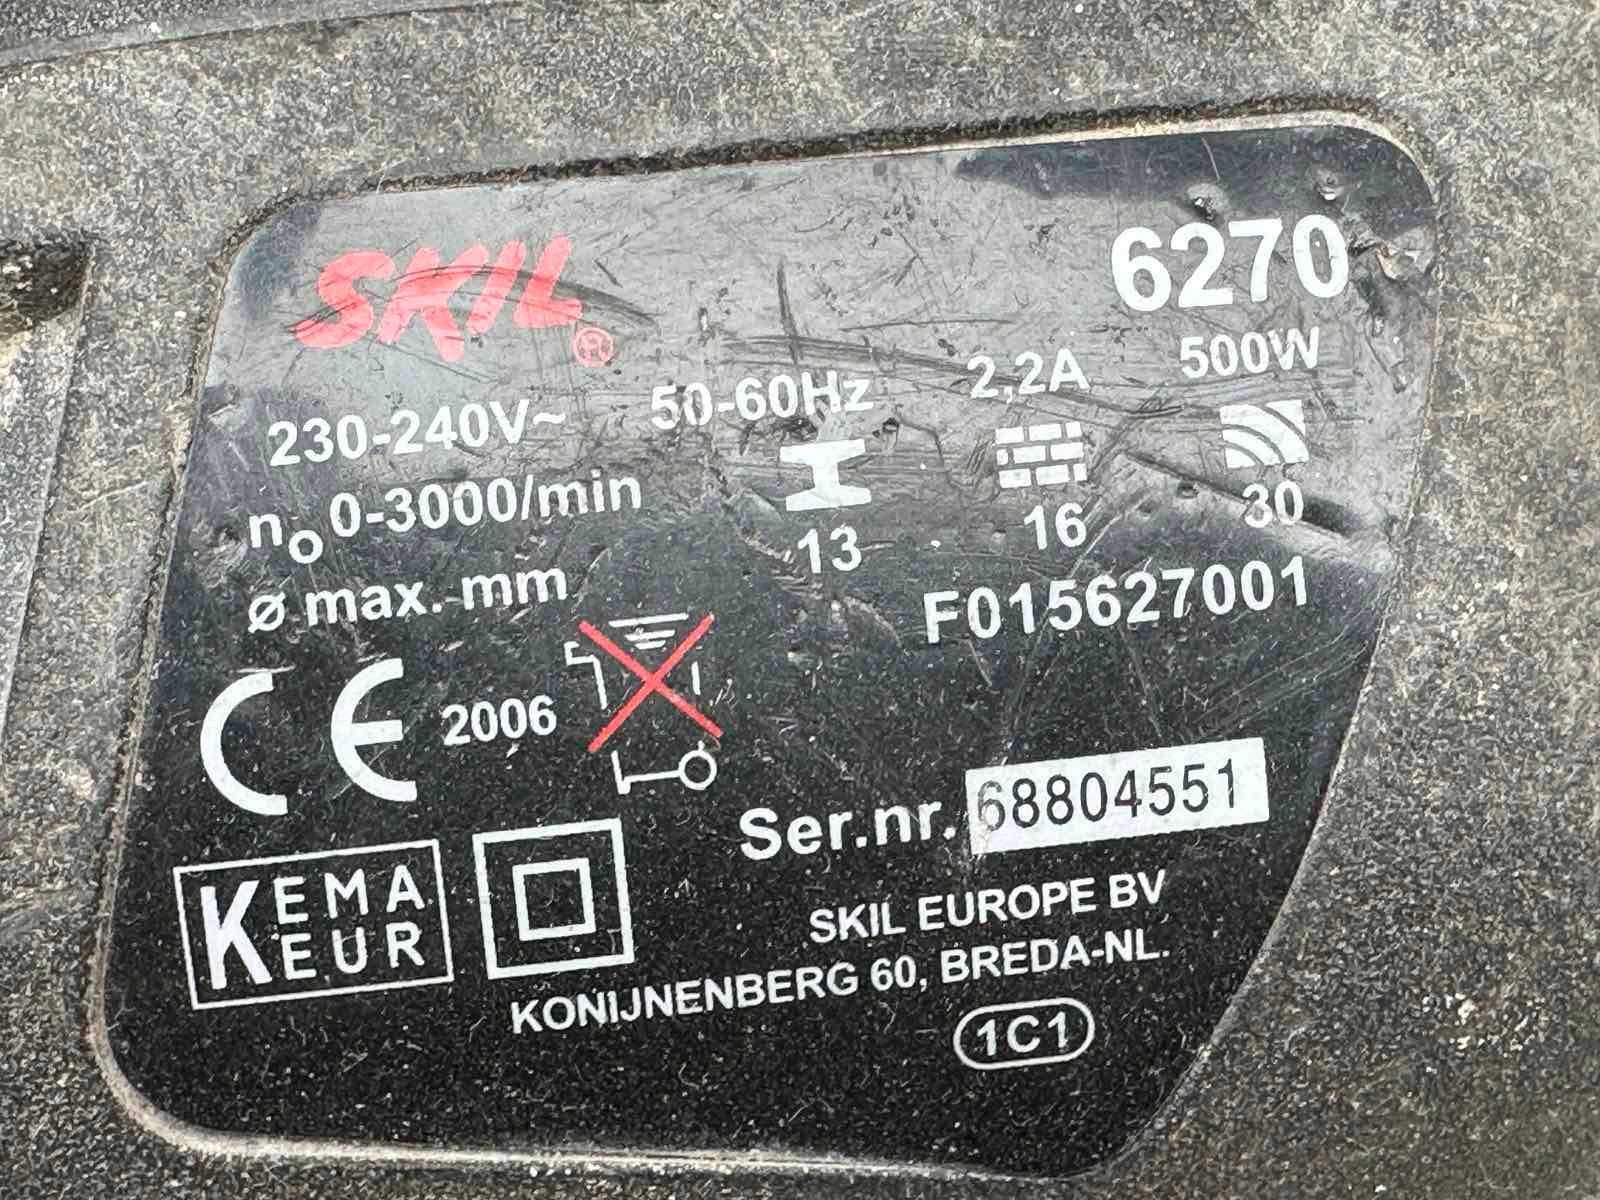 SKIL®
6270
230-240V~ 50-60Hz 2,2A 500W
n₀ 0-3000/min
ø max. mm 13 16 30
F015627001
CE 2006
Ser.nr. 68804551
KEMA
KEUR
SKIL EUROPE BV
KONIJNENBERG 60, BREDA-NL.
1C1